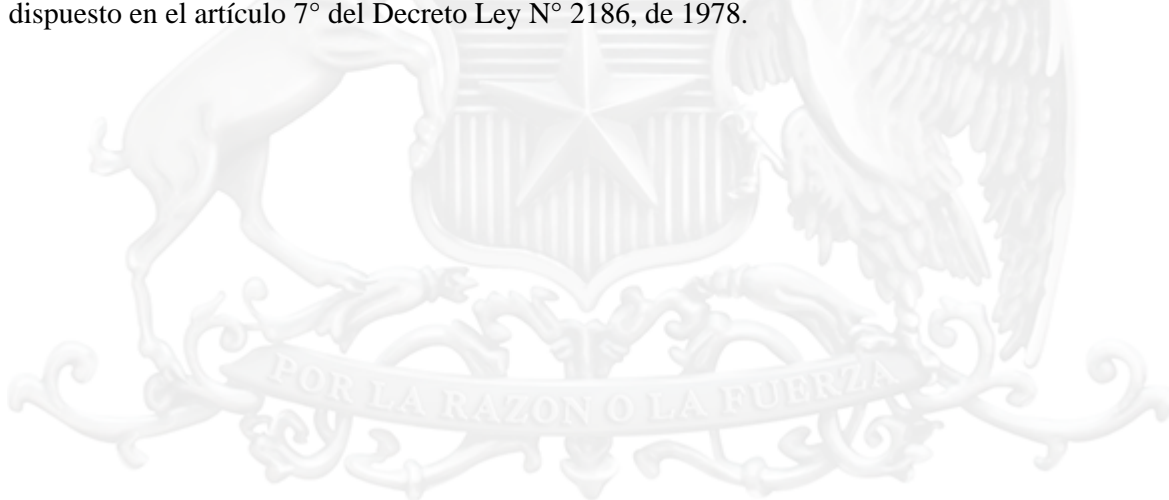 dispuesto en el artículo 7° del Decreto Ley N° 2186, de 1978.
POR LA RAZON O LA FUERZA